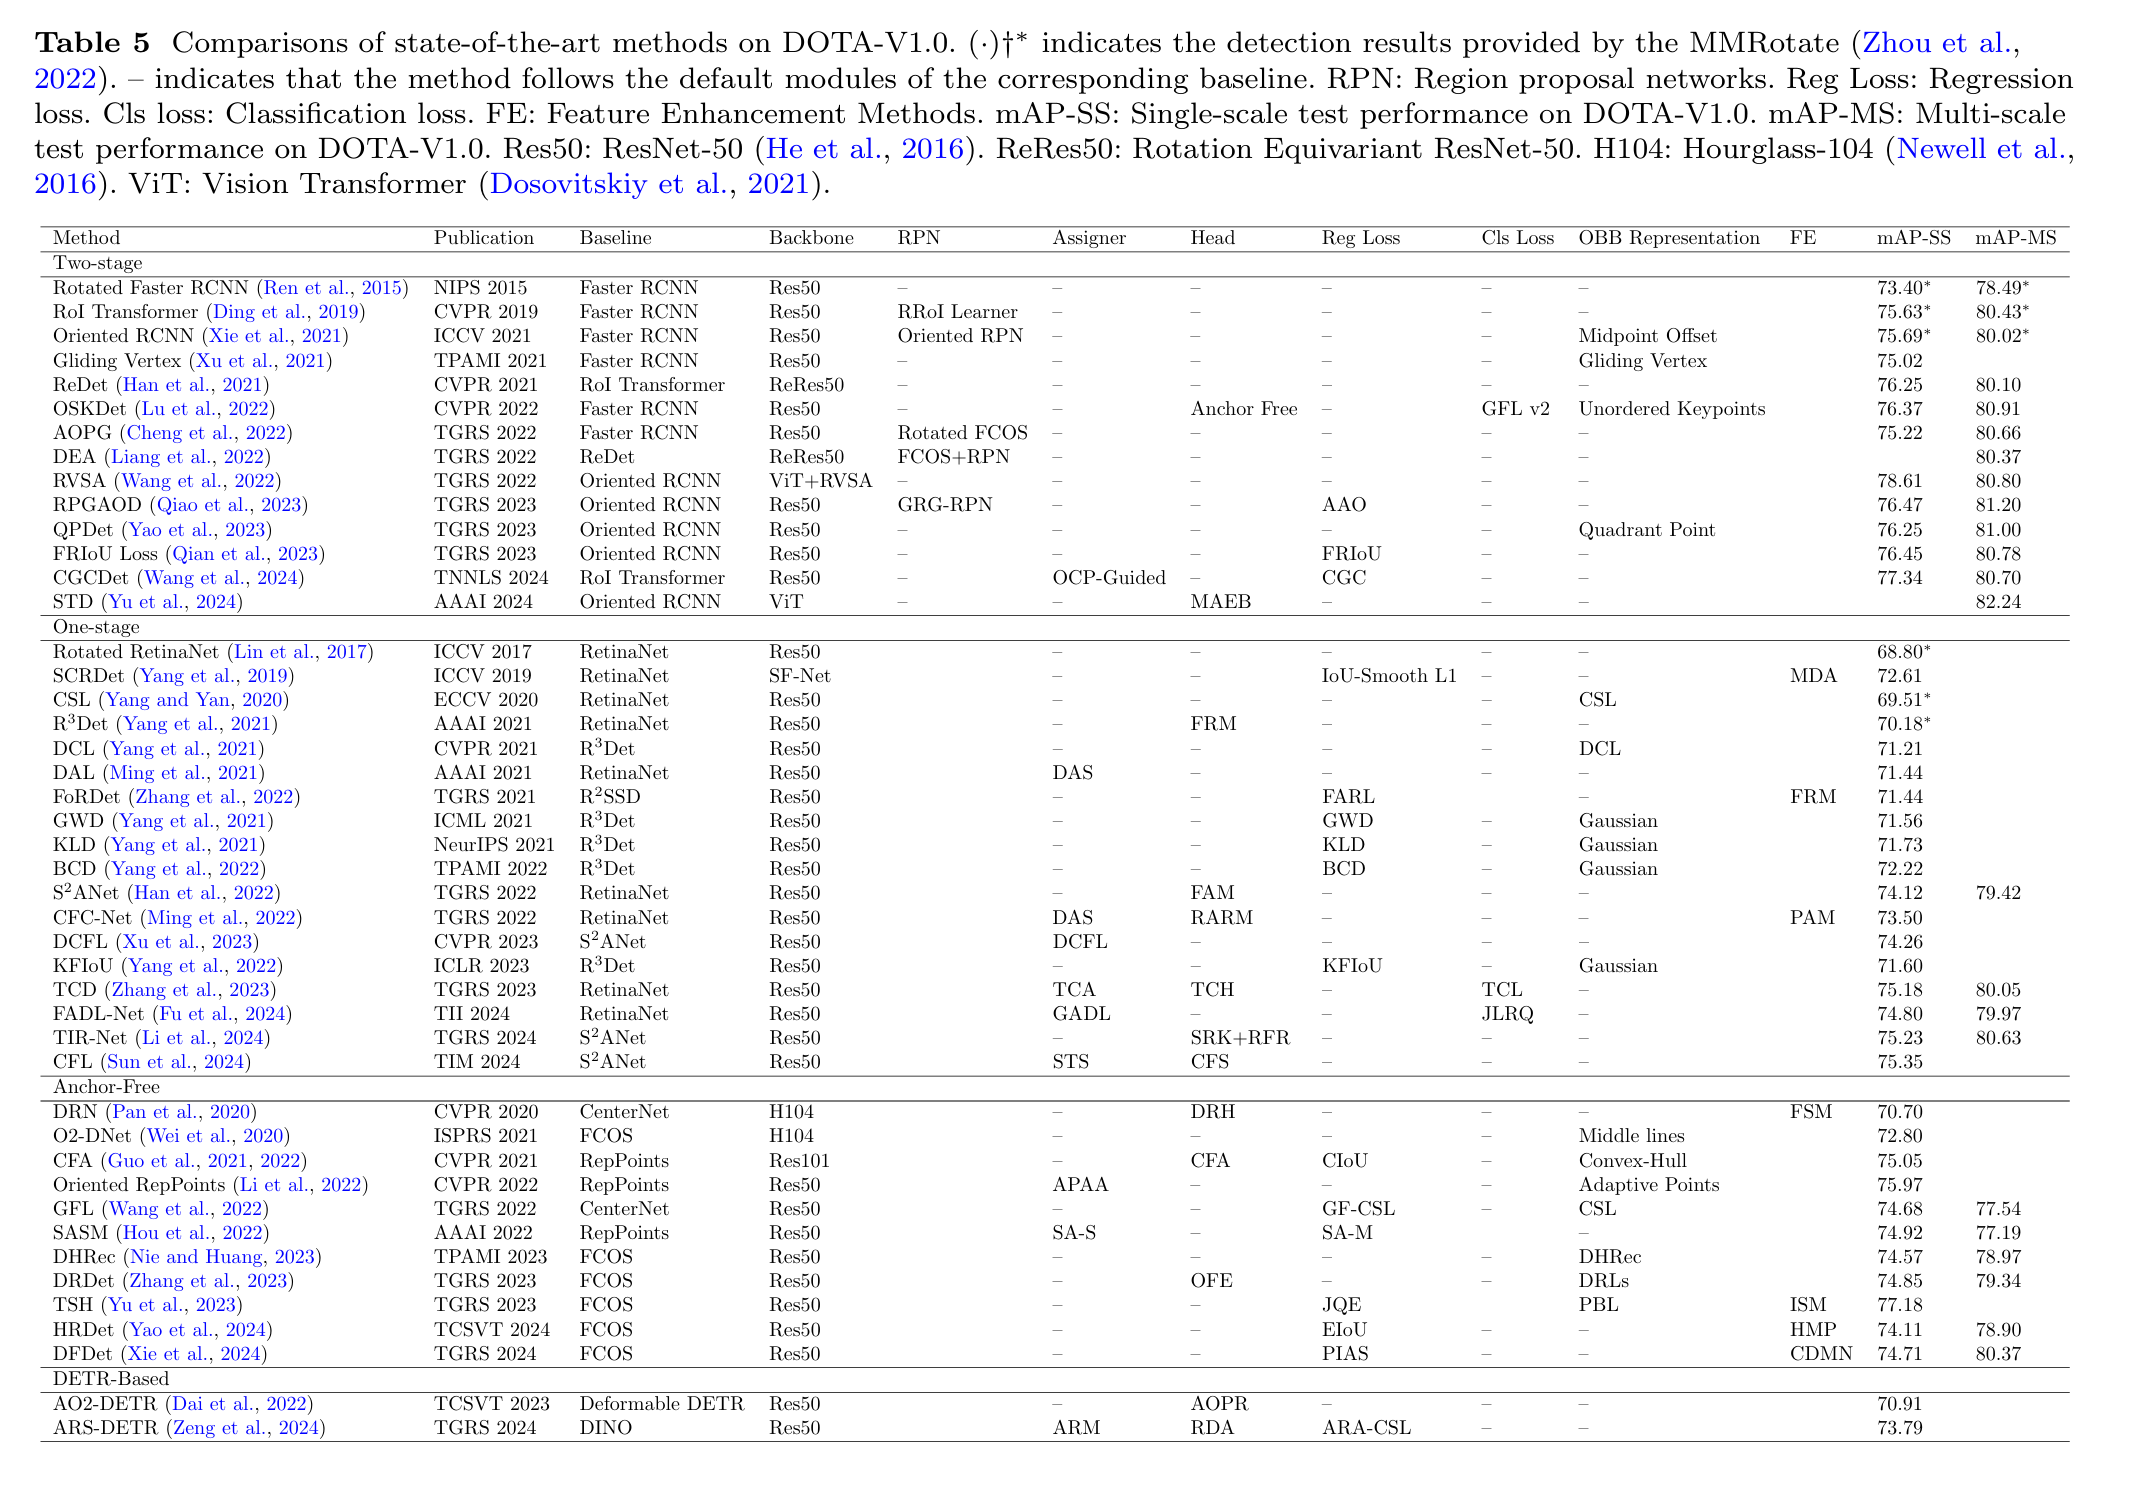 Table 5 Comparisons of state-of-the-art methods on DOTA-V1.0. (·)†* indicates the detection results provided by the MMRotate (Zhou et al.,
2022). – indicates that the method follows the default modules of the corresponding baseline. RPN: Region proposal networks. Reg Loss: Regression
loss. Cls loss: Classification loss. FE: Feature Enhancement Methods. mAP-SS: Single-scale test performance on DOTA-V1.0. mAP-MS: Multi-scale
test performance on DOTA-V1.0. Res50: ResNet-50 (He et al., 2016). ReRes50: Rotation Equivariant ResNet-50. H104: Hourglass-104 (Newell et al.,
2016). ViT: Vision Transformer (Dosovitskiy et al., 2021).
Method Publication Baseline Backbone RPN Assigner Head Reg Loss Cls Loss OBB Representation FE mAP-SS mAP-MS
Two-stage
Rotated Faster RCNN (Ren et al., 2015) NIPS 2015 Faster RCNN Res50 – – – – – – 73.40* 78.49*
RoI Transformer (Ding et al., 2019) CVPR 2019 Faster RCNN Res50 RRoI Learner – – – – – 75.63* 80.43*
Oriented RCNN (Xie et al., 2021) ICCV 2021 Faster RCNN Res50 Oriented RPN – – – – Midpoint Offset 75.69* 80.02*
Gliding Vertex (Xu et al., 2021) TPAMI 2021 Faster RCNN Res50 – – – – – Gliding Vertex 75.02
ReDet (Han et al., 2021) CVPR 2021 RoI Transformer ReRes50 – – – – – – 76.25 80.10
OSKDet (Lu et al., 2022) CVPR 2022 Faster RCNN Res50 – – Anchor Free – GFL v2 Unordered Keypoints 76.37 80.91
AOPG (Cheng et al., 2022) TGRS 2022 Faster RCNN Res50 Rotated FCOS – – – – – 75.22 80.66
DEA (Liang et al., 2022) TGRS 2022 ReDet ReRes50 FCOS+RPN – – – – – 80.37
RVSA (Wang et al., 2022) TGRS 2022 Oriented RCNN ViT+RVSA – – – – – – 78.61 80.80
RPGAOD (Qiao et al., 2023) TGRS 2023 Oriented RCNN Res50 GRG-RPN – – AAO – – 76.47 81.20
QPDet (Yao et al., 2023) TGRS 2023 Oriented RCNN Res50 – – – – – Quadrant Point 76.25 81.00
FRIoU Loss (Qian et al., 2023) TGRS 2023 Oriented RCNN Res50 – – – FRIoU – – 76.45 80.78
CGCDet (Wang et al., 2024) TNNLS 2024 RoI Transformer Res50 – OCP-Guided – CGC – – 77.34 80.70
STD (Yu et al., 2024) AAAI 2024 Oriented RCNN ViT – – MAEB – – – 82.24
One-stage
Rotated RetinaNet (Lin et al., 2017) ICCV 2017 RetinaNet Res50 – – – – – 68.80*
SCRDet (Yang et al., 2019) ICCV 2019 RetinaNet SF-Net – – IoU-Smooth L1 – – MDA 72.61
CSL (Yang and Yan, 2020) ECCV 2020 RetinaNet Res50 – – – – CSL 69.51*
R³Det (Yang et al., 2021) AAAI 2021 RetinaNet Res50 – FRM – – – 70.18*
DCL (Yang et al., 2021) CVPR 2021 R³Det Res50 – – – – DCL 71.21
DAL (Ming et al., 2021) AAAI 2021 RetinaNet Res50 DAS – – – – 71.44
FoRDet (Zhang et al., 2022) TGRS 2021 R²SSD Res50 – – FARL – FRM 71.44
GWD (Yang et al., 2021) ICML 2021 R³Det Res50 – – GWD – Gaussian 71.56
KLD (Yang et al., 2021) NeurIPS 2021 R³Det Res50 – – KLD – Gaussian 71.73
BCD (Yang et al., 2022) TPAMI 2022 R³Det Res50 – – BCD – Gaussian 72.22
S²ANet (Han et al., 2022) TGRS 2022 RetinaNet Res50 – FAM – – – 74.12 79.42
CFC-Net (Ming et al., 2022) TGRS 2022 RetinaNet Res50 DAS RARM – – – PAM 73.50
DCFL (Xu et al., 2023) CVPR 2023 S²ANet Res50 DCFL – – – – 74.26
KFIoU (Yang et al., 2022) ICLR 2023 R³Det Res50 – – KFIoU – Gaussian 71.60
TCD (Zhang et al., 2023) TGRS 2023 RetinaNet Res50 TCA TCH – TCL – 75.18 80.05
FADL-Net (Fu et al., 2024) TII 2024 RetinaNet Res50 GADL – – JLRQ – 74.80 79.97
TIR-Net (Li et al., 2024) TGRS 2024 S²ANet Res50 – SRK+RFR – – – 75.23 80.63
CFL (Sun et al., 2024) TIM 2024 S²ANet Res50 STS CFS – – – 75.35
Anchor-Free
DRN (Pan et al., 2020) CVPR 2020 CenterNet H104 – DRH – – – FSM 70.70
O2-DNet (Wei et al., 2020) ISPRS 2021 FCOS H104 – – – – Middle lines 72.80
CFA (Guo et al., 2021, 2022) CVPR 2021 RepPoints Res101 – CFA CIoU – Convex-Hull 75.05
Oriented RepPoints (Li et al., 2022) CVPR 2022 RepPoints Res50 APAA – – – Adaptive Points 75.97
GFL (Wang et al., 2022) TGRS 2022 CenterNet Res50 – – GF-CSL – CSL 74.68 77.54
SASM (Hou et al., 2022) AAAI 2022 RepPoints Res50 SA-S – SA-M – 74.92 77.19
DHRec (Nie and Huang, 2023) TPAMI 2023 FCOS Res50 – – – – DHRec 74.57 78.97
DRDet (Zhang et al., 2023) TGRS 2023 FCOS Res50 – OFE – – DRLs 74.85 79.34
TSH (Yu et al., 2023) TGRS 2023 FCOS Res50 – – JQE PBL ISM 77.18
HRDet (Yao et al., 2024) TCSVT 2024 FCOS Res50 – – EIoU – – HMP 74.11 78.90
DFDet (Xie et al., 2024) TGRS 2024 FCOS Res50 – – PIAS – – CDMN 74.71 80.37
DETR-Based
AO2-DETR (Dai et al., 2022) TCSVT 2023 Deformable DETR Res50 – AOPR – – – 70.91
ARS-DETR (Zeng et al., 2024) TGRS 2024 DINO Res50 ARM RDA ARA-CSL – – 73.79